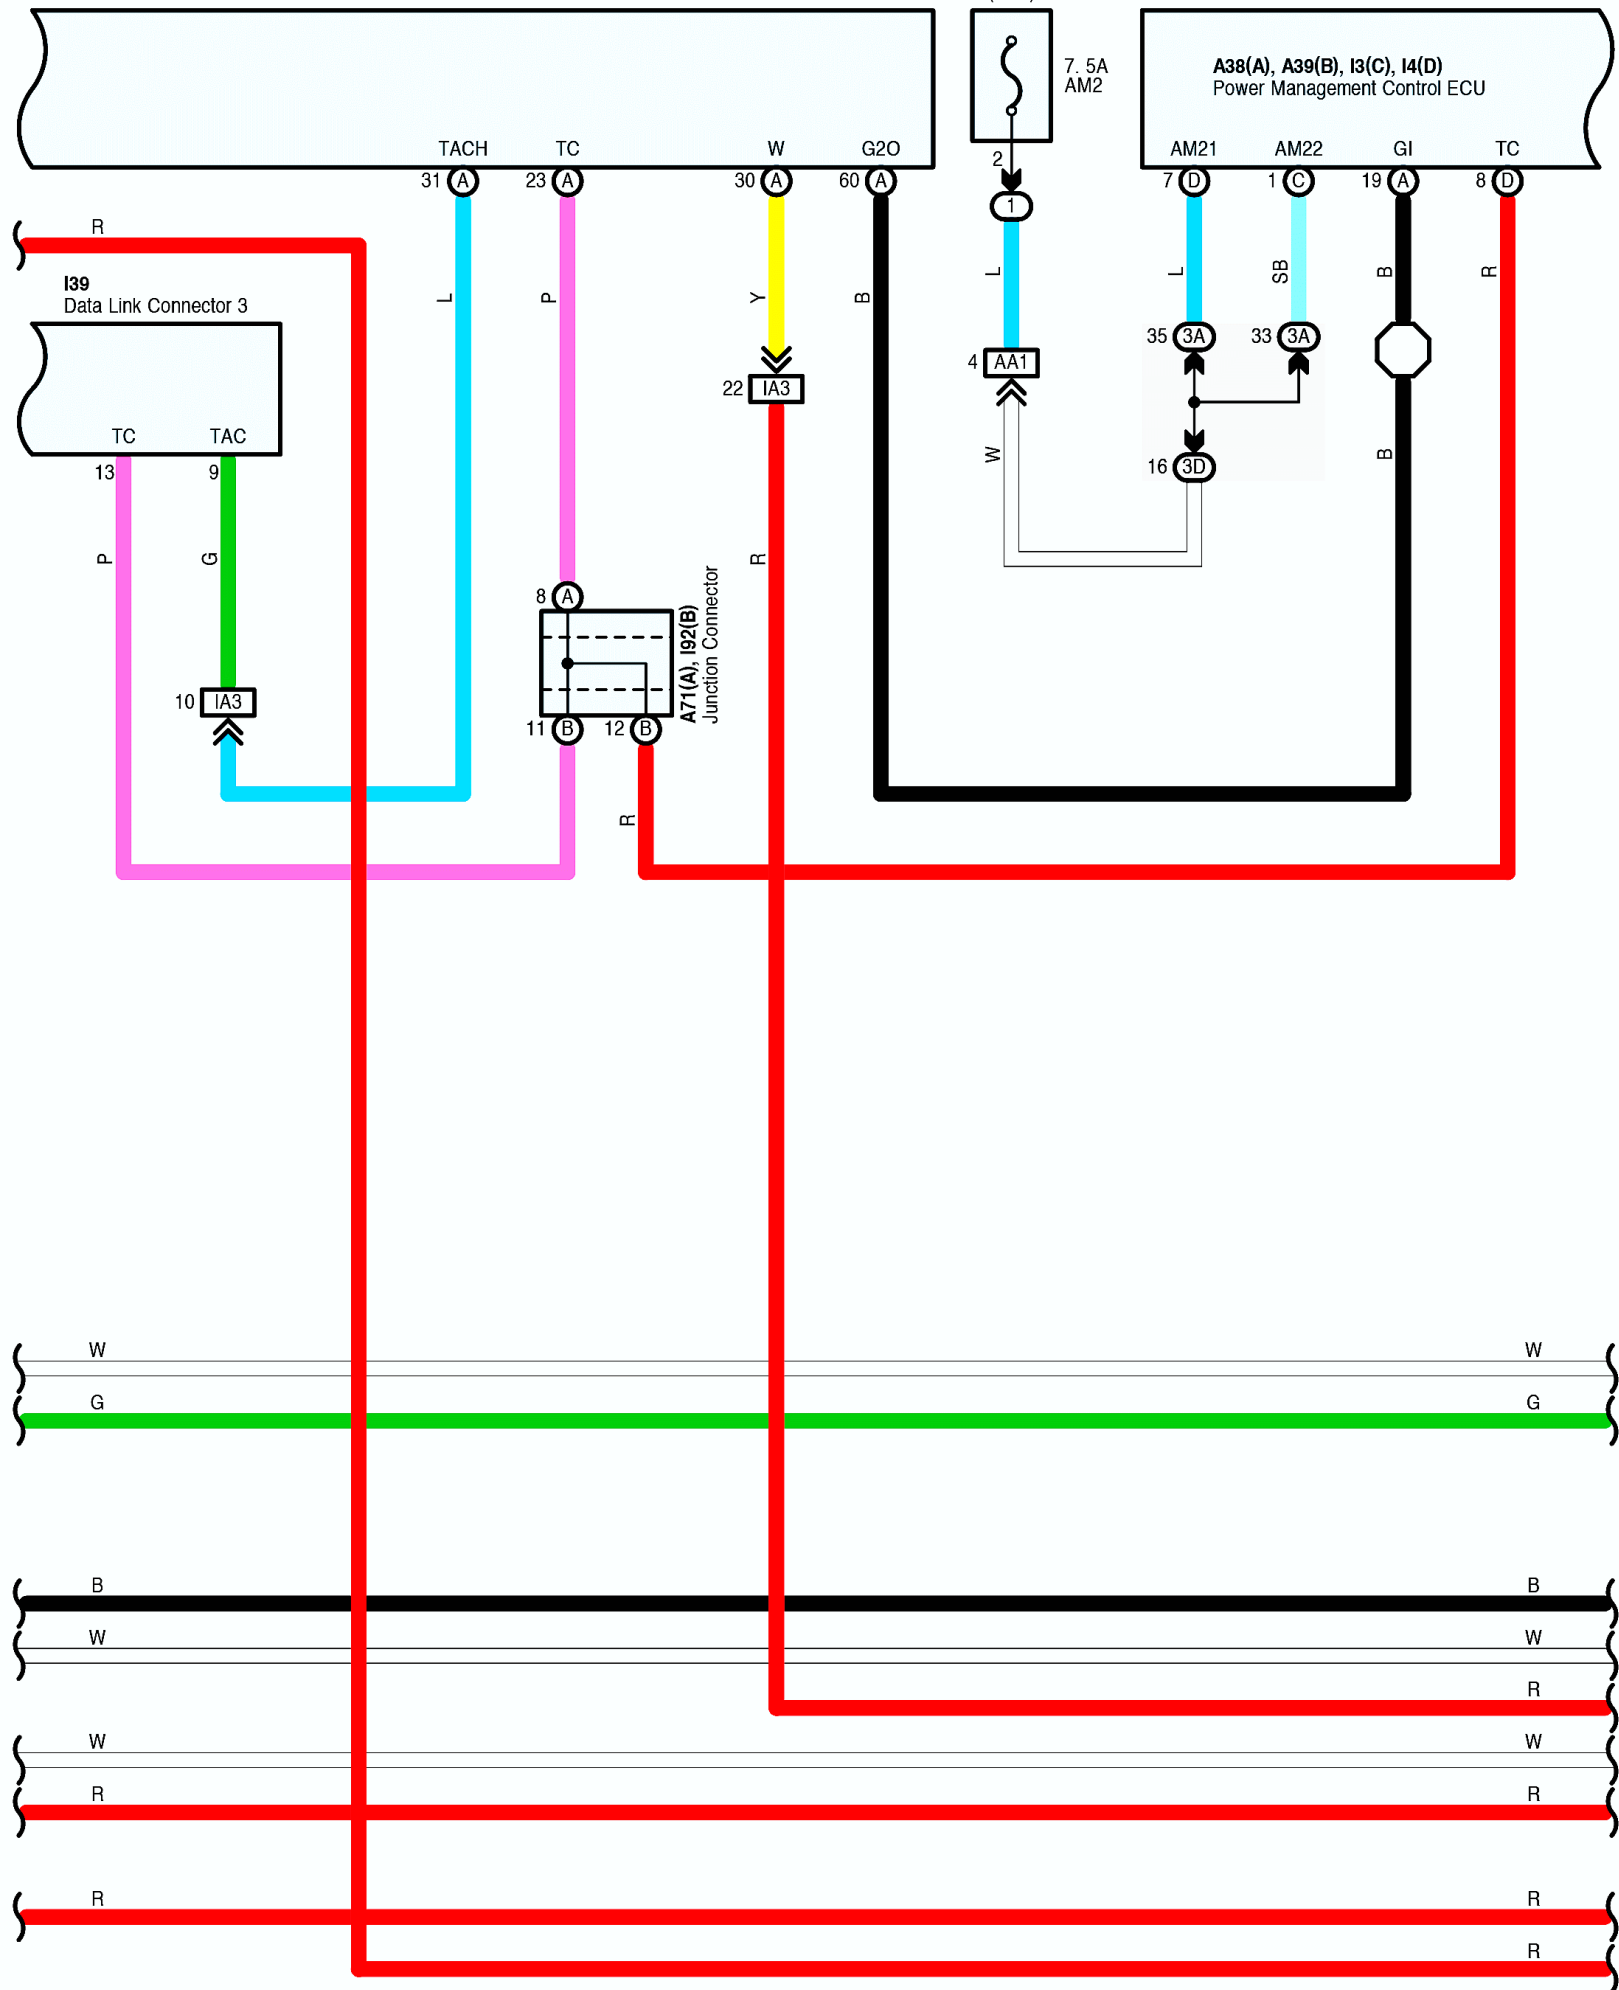 7. 5A
AM2
A38(A), A39(B), I3(C), I4(D)
Power Management Control ECU
TACH TC W G2O
AM21 AM22 GI TC
31 A 23 A 30 A 60 A
2
7 D 1 C 19 A 8 D
1
R
I39
Data Link Connector 3
L P Y B L L SB B R
35 3A 33 3A
4 AA1
22 IA3
TC TAC
13 9
W
16 3D
B
P G R
8 A
A71(A), I92(B)
Junction Connector
10 IA3
11 B 12 B
R
W W
G G
B B
W W
R
W W
R R
R R
R